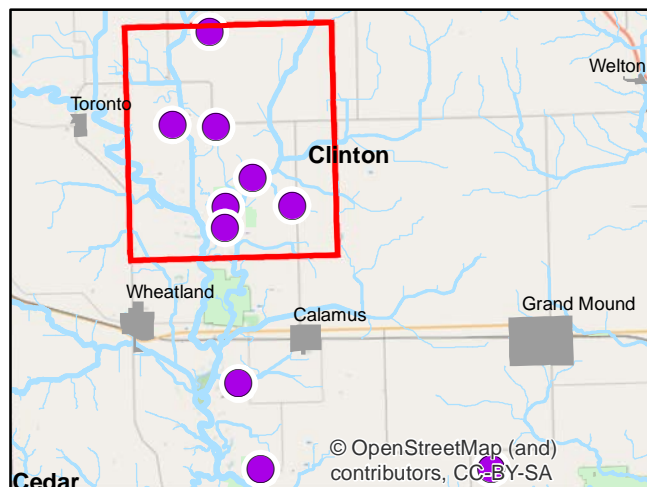 Welton
Toronto
Clinton
Wheatland
Calamus
Grand Mound
© OpenStreetMap (and)
contributors, CC-BY-SA
Cedar